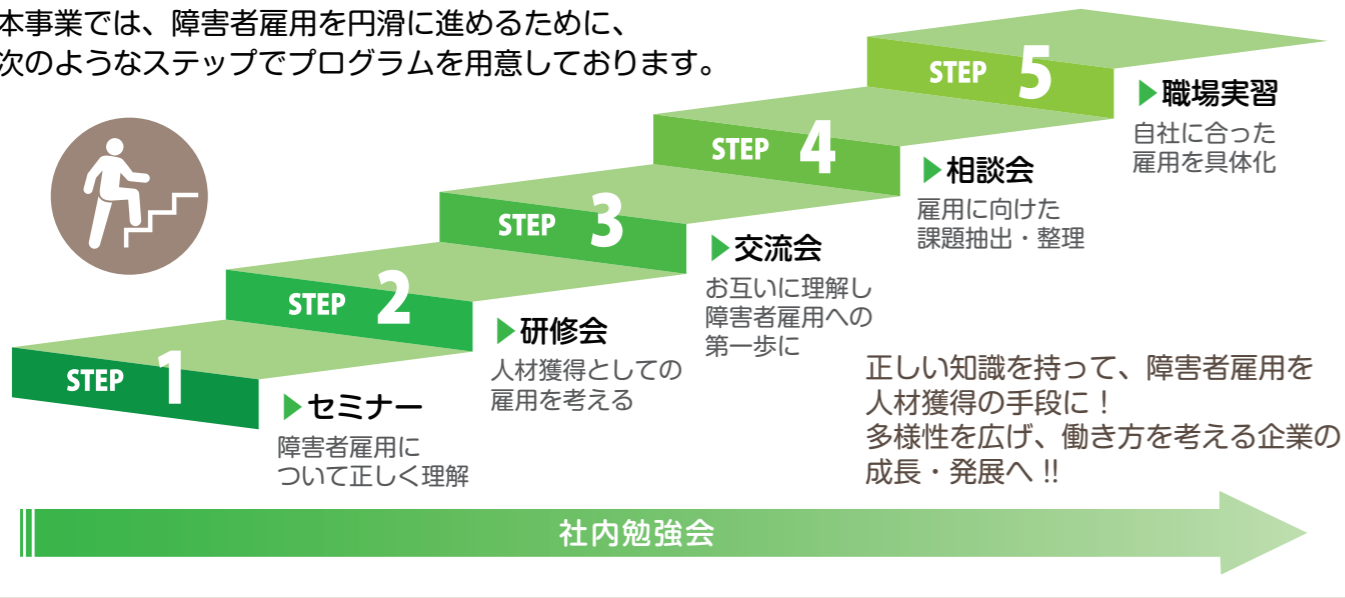 本事業では、障害者雇用を円滑に進めるために、
次のようなステップでプログラムを用意しております。
STEP 1
▶セミナー
障害者雇用に
ついて正しく理解
STEP 2
▶研修会
人材獲得としての
雇用を考える
STEP 3
▶交流会
お互いに理解し
障害者雇用への
第一歩に
STEP 4
▶相談会
雇用に向けた
課題抽出・整理
STEP 5
▶職場実習
自社に合った
雇用を具体化
正しい知識を持って、障害者雇用を
人材獲得の手段に！
多様性を広げ、働き方を考える企業の
成長・発展へ !!
社内勉強会